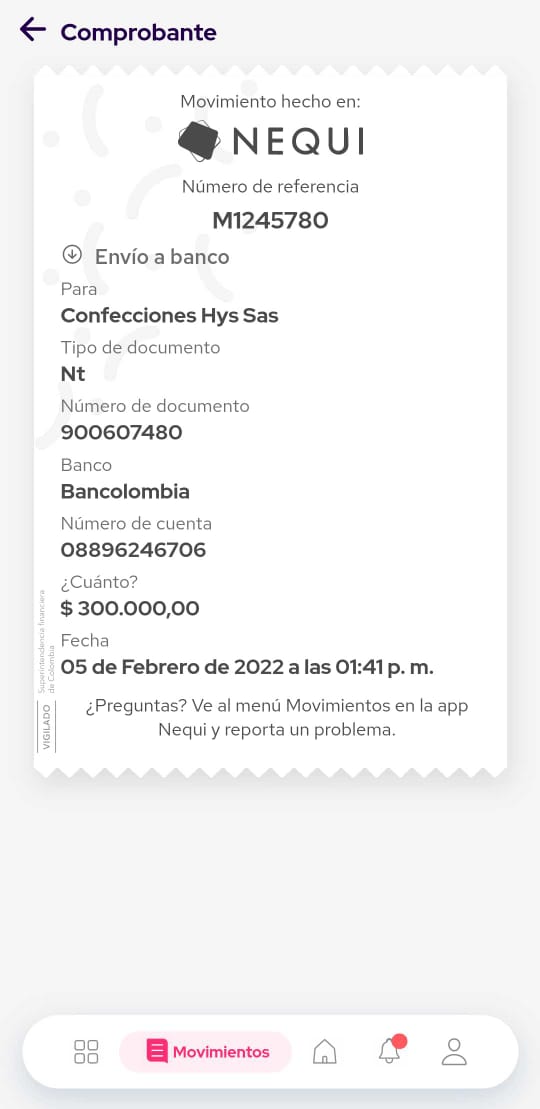 Comprobante
Movimiento hecho en:
NEQUI
Número de referencia
M1245780
Envío a banco
Para
Confecciones Hys Sas
Tipo de documento
Nt
Número de documento
900607480
Banco
Bancolombia
Número de cuenta
08896246706
¿Cuánto?
$ 300.000,00
Fecha
05 de Febrero de 2022 a las 01:41 p. m.
¿Preguntas? Ve al menú Movimientos en la app
Nequi y reporta un problema.
VIGILADO
Superintendencia financiera
de Colombia
Movimientos